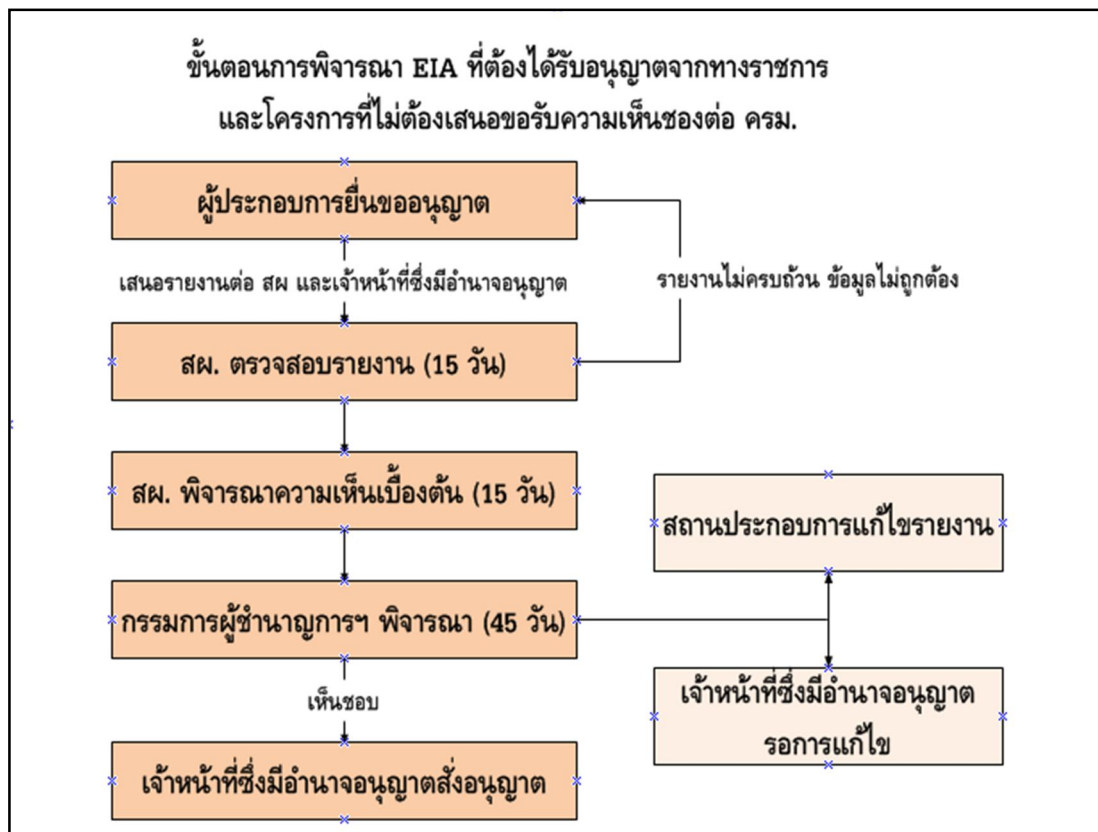 ขั้นตอนการพิจารณา EIA ที่ต้องได้รับอนุญาตจากทางราชการ
และโครงการที่ไม่ต้องเสนอขอรับความเห็นชองต่อ ครม.
ผู้ประกอบการยื่นขออนุญาต
เสนอรายงานต่อ สผ และเจ้าหน้าที่ซึ่งมีอำนาจอนุญาต
รายงานไม่ครบถ้วน ข้อมูลไม่ถูกต้อง
สผ. ตรวจสอบรายงาน (15 วัน)
สผ. พิจารณาความเห็นเบื้องต้น (15 วัน)
สถานประกอบการแก้ไขรายงาน
กรรมการผู้ชำนาญการฯ พิจารณา (45 วัน)
เห็นชอบ
เจ้าหน้าที่ซึ่งมีอำนาจอนุญาต
รอการแก้ไข
เจ้าหน้าที่ซึ่งมีอำนาจอนุญาตสั่งอนุญาต